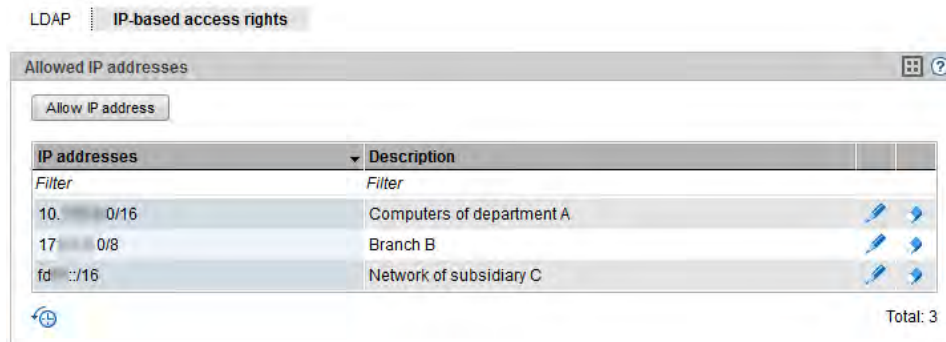 LDAP IP-based access rights
Allowed IP addresses
Allow IP address
IP addresses Description
Filter Filter
10. 0/16 Computers of department A
17 0/8 Branch B
fd ::/16 Network of subsidiary C
Total: 3